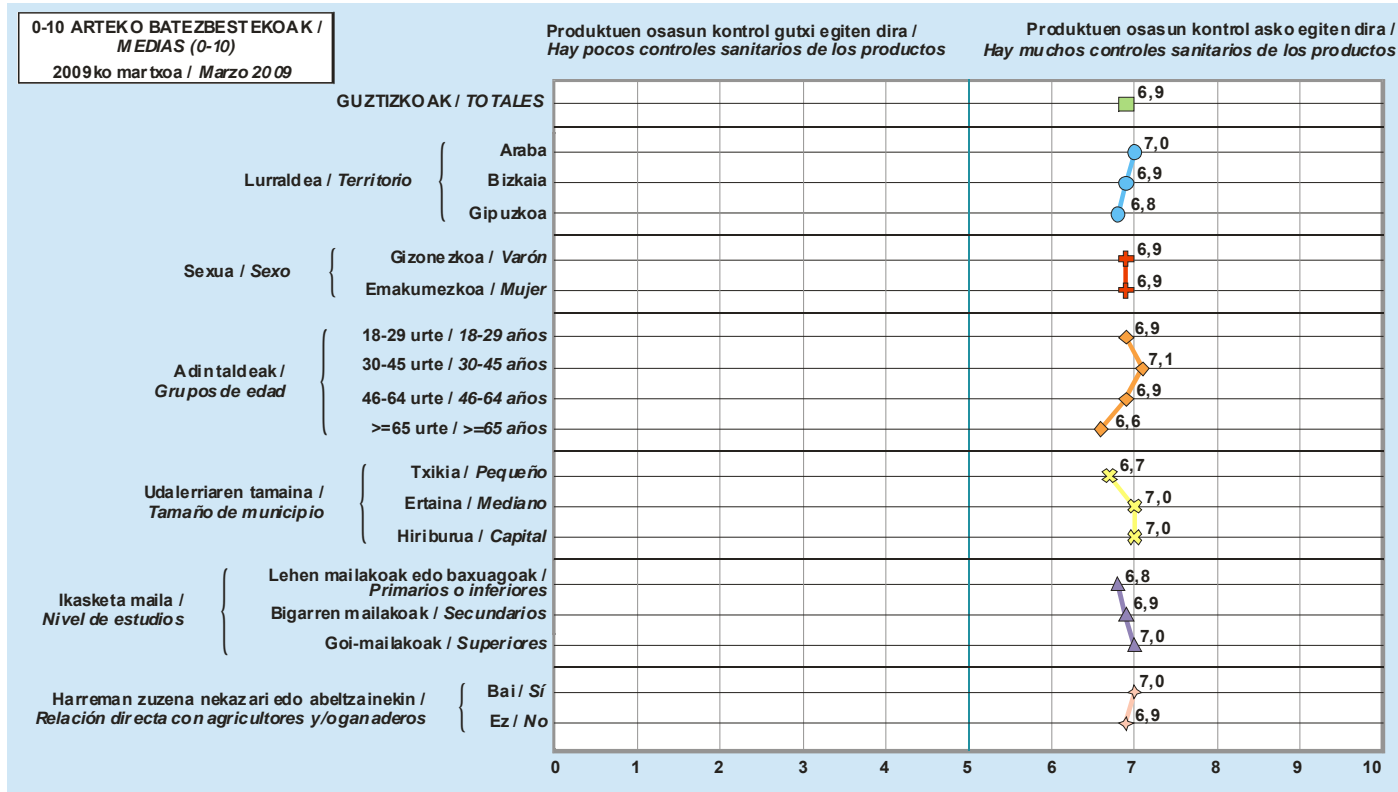 0-10 ARTEKO BATEZBESTEKOAK /
MEDIAS (0-10)
2009ko martxoa / Marzo 2009
Produktuen osasun kontrol gutxi egiten dira /
Hay pocos controles sanitarios de los productos
Produktuen osasun kontrol asko egiten dira /
Hay muchos controles sanitarios de los productos
GUZTIZKOAK / TOTALES
6,9
Lurraldea / Territorio
Araba
7,0
Bizkaia
6,9
Gipuzkoa
6,8
Sexua / Sexo
Gizonezkoa / Varón
6,9
Emakumezkoa / Mujer
6,9
Adin taldeak /
Grupos de edad
18-29 urte / 18-29 años
6,9
30-45 urte / 30-45 años
7,1
46-64 urte / 46-64 años
6,9
>=65 urte / >=65 años
6,6
Udalerriaren tamaina /
Tamaño de municipio
Txikia / Pequeño
6,7
Ertaina / Mediano
7,0
Hiriburua / Capital
7,0
Ikasketa maila /
Nivel de estudios
Lehen mailakoak edo baxuagoak /
Primarios o inferiores
6,8
Bigarren mailakoak / Secundarios
6,9
Goi-mailakoak / Superiores
7,0
Harreman zuzena nekazari edo abeltzainekin /
Relación directa con agricultores y/o ganaderos
Bai / Sí
7,0
Ez / No
6,9
0 1 2 3 4 5 6 7 8 9 10